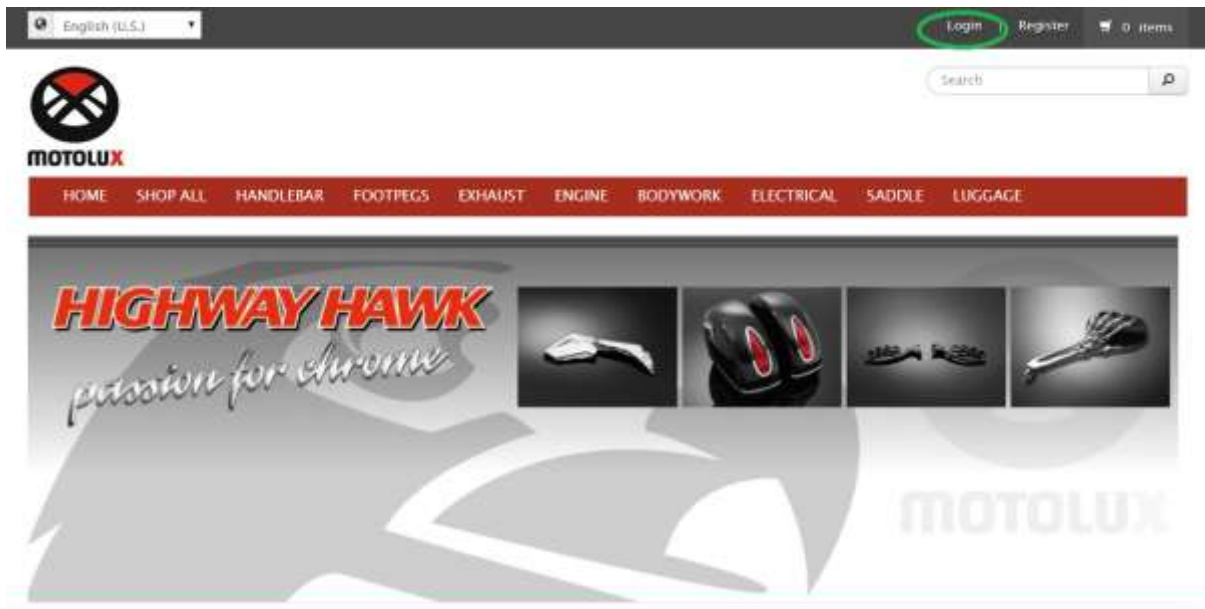 English (U.S.)
Login | Register 0 items
Search
MOTOLUX
HOME SHOP ALL HANDLEBAR FOOTPEGS EXHAUST ENGINE BODYWORK ELECTRICAL SADDLE LUGGAGE
HIGHWAY HAWK
passion for chrome
MOTOLUX